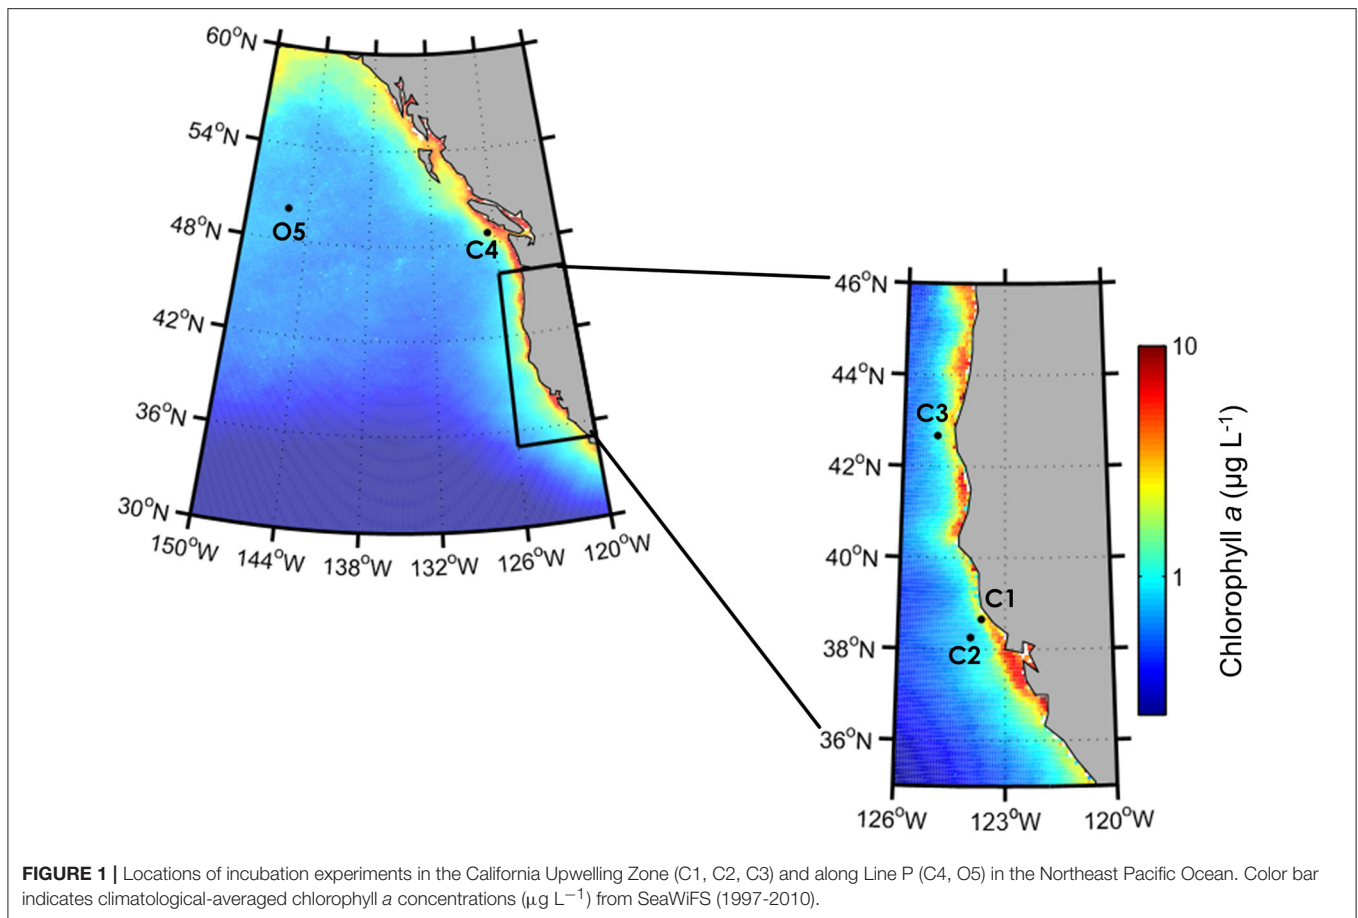 60°N
54°N
48°N
42°N
36°N
30°N
150°W
144°W
138°W
132°W
126°W
120°W
O5
C4
46°N
44°N
42°N
40°N
38°N
36°N
126°W
123°W
120°W
C3
C1
C2
10
1
Chlorophyll a (µg L-1)
FIGURE 1 | Locations of incubation experiments in the California Upwelling Zone (C1, C2, C3) and along Line P (C4, O5) in the Northeast Pacific Ocean. Color bar
indicates climatological-averaged chlorophyll a concentrations (µg L−1) from SeaWiFS (1997-2010).